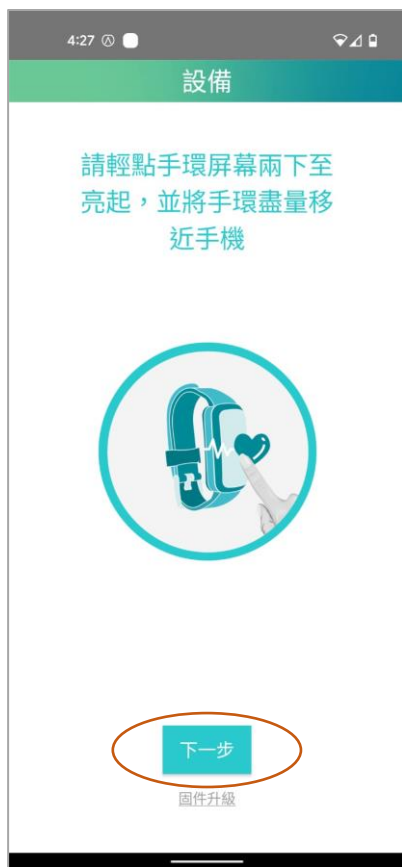 4:27
設備
請輕點手環屏幕兩下至
亮起，並將手環盡量移
近手機
下一步
固件升級